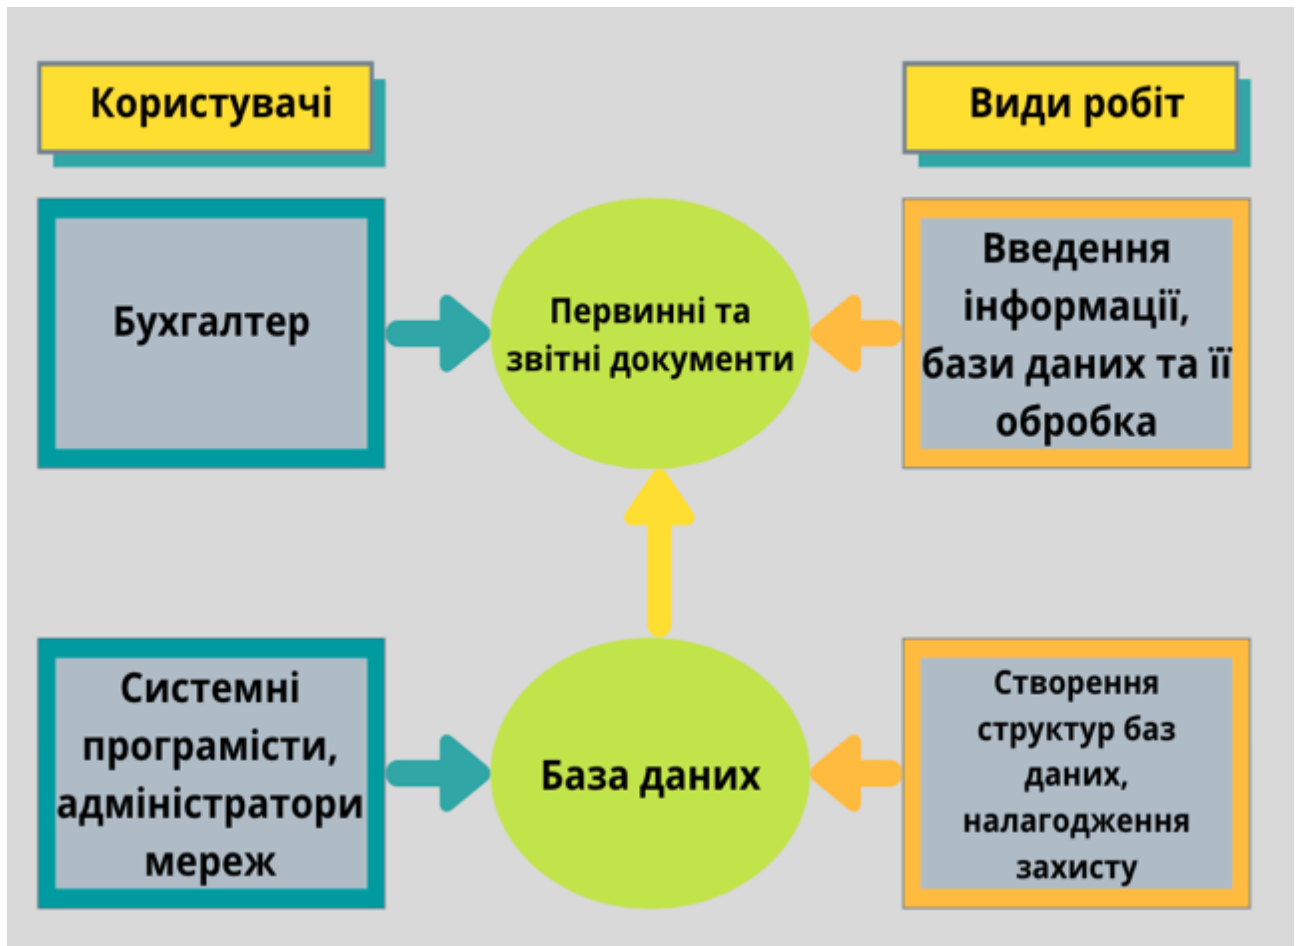 Користувачі
Види робіт
Бухгалтер
Первинні та
звітні документи
Введення
інформації,
бази даних та її
обробка
Системні
програмісти,
адміністратори
мереж
База даних
Створення
структур баз
даних,
налагодження
захисту